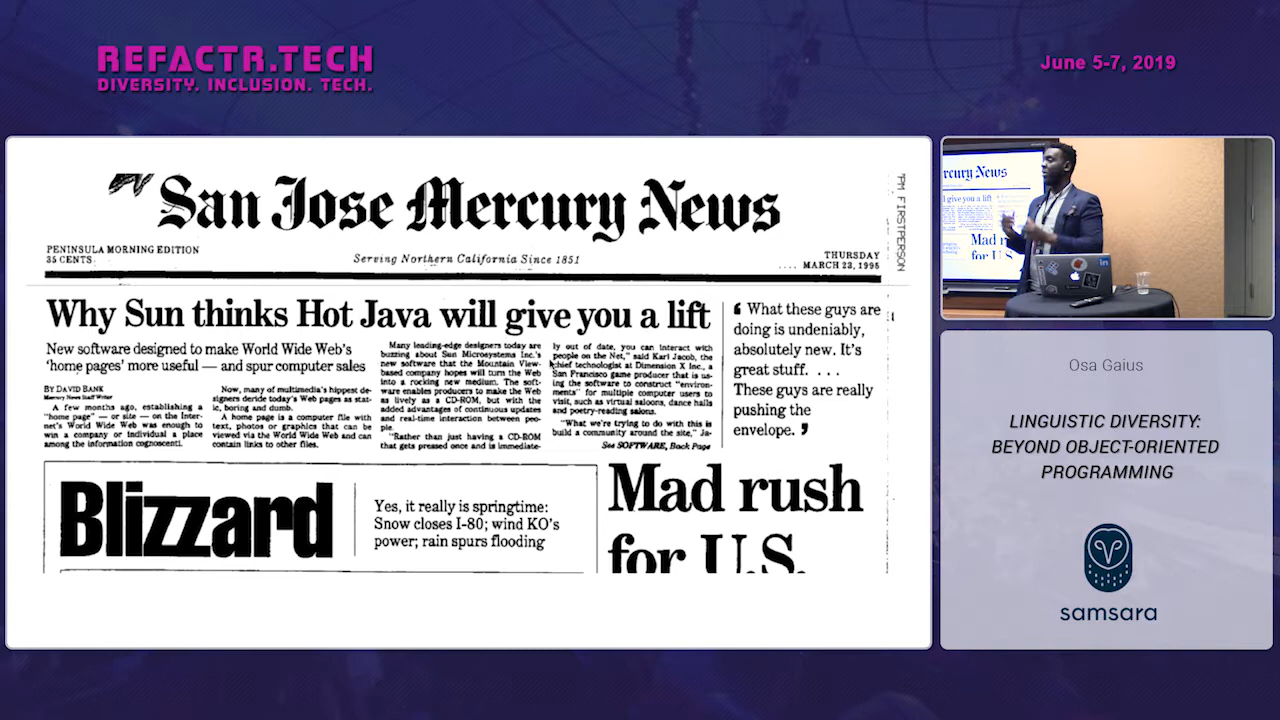 REFACTR.TECH
DIVERSITY. INCLUSION. TECH.
June 5-7, 2019
San Jose Mercury News
"PM FIRSTPERSON
PENINSULA MORNING EDITION
35 CENTS
Serving Northern California Since 1851
THURSDAY
MARCH 23, 1995
Why Sun thinks Hot Java will give you a lift
New software designed to make World Wide Web's
'home pages' more useful — and spur computer sales
BY DAVID BANK
Mercury News Staff Writer
A few months ago, establishing a
"home page" — or site — on the Inter-
net's World Wide Web was enough to
win a company or individual a place
among the information cognoscenti.
Now, many of multimedia's hippest de-
signers deride today's Web pages as stat-
ic, boring and dumb.
A home page is a computer file with
text, photos or graphics that can be
viewed via the World Wide Web and can
contain links to other files.
Many leading-edge designers today are
buzzing about Sun Microsystems Inc.'s
new software that the Mountain View-
based company hopes will turn the Web
into a rocking new medium. The soft-
ware enables producers to make the Web
as lively as a CD-ROM, but with the
added advantages of continuous updates
and real-time interaction between peo-
ple.
"Rather than just having a CD-ROM
that gets pressed once and is immediate-
ly out of date, you can interact with
people on the Net," said Karl Jacob, the
chief technologist at Dimension X Inc., a
San Francisco game producer that is us-
ing the software to construct "environ-
ments" for multiple computer users to
visit, such as virtual saloons, dance halls
and poetry-reading salons.
"What we're trying to do with this is
build a community around the site," Ja-
See SOFTWARE, Back Page
‘ What these guys are
doing is undeniably,
absolutely new. It's
great stuff. . . .
These guys are really
pushing the
envelope. ’
Blizzard
Yes, it really is springtime:
Snow closes I-80; wind KO's
power; rain spurs flooding
Mad rush
for U.S.
Osa Gaius
LINGUISTIC DIVERSITY:
BEYOND OBJECT-ORIENTED
PROGRAMMING
samsara